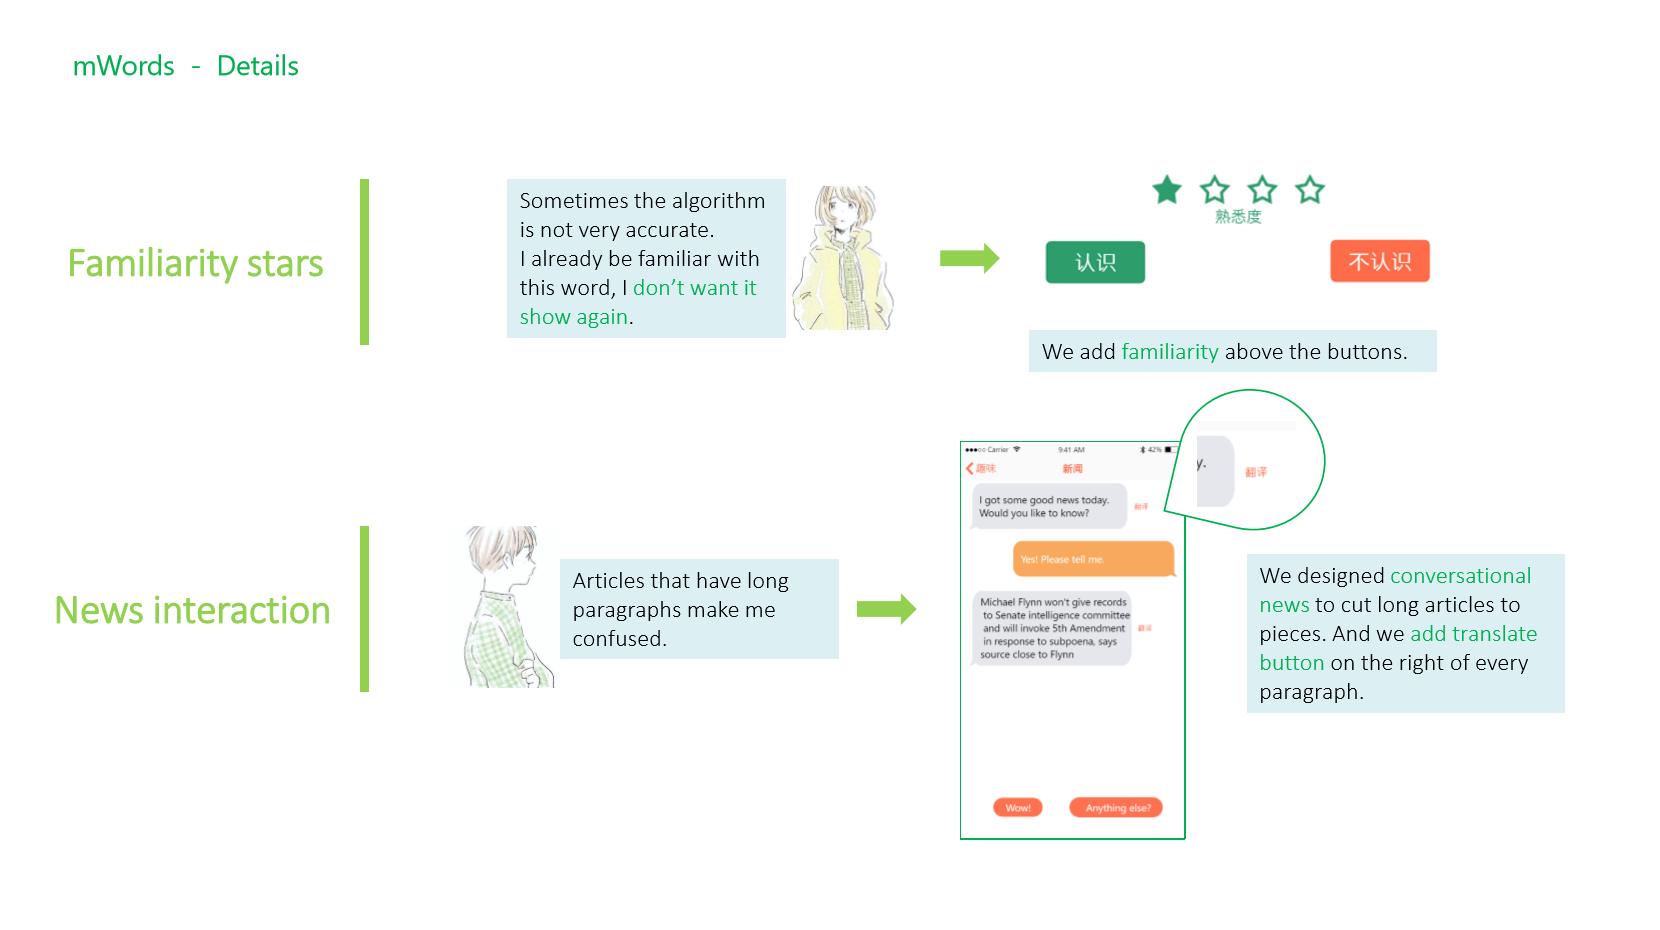 mWords - Details
Familiarity stars
Sometimes the algorithm
is not very accurate.
I already be familiar with
this word, I don’t want it
show again.
熟悉度
认识
不认识
We add familiarity above the buttons.
News interaction
Articles that have long
paragraphs make me
confused.
Carrier
9:41 AM
42%
趣味
新闻
I got some good news today.
Would you like to know?
翻译
Yes! Please tell me.
Michael Flynn won't give records
to Senate intelligence committee
and will invoke 5th Amendment
in response to subpoena, says
source close to Flynn
翻译
Wow!
Anything else?
y.
翻译
We designed conversational
news to cut long articles to
pieces. And we add translate
button on the right of every
paragraph.